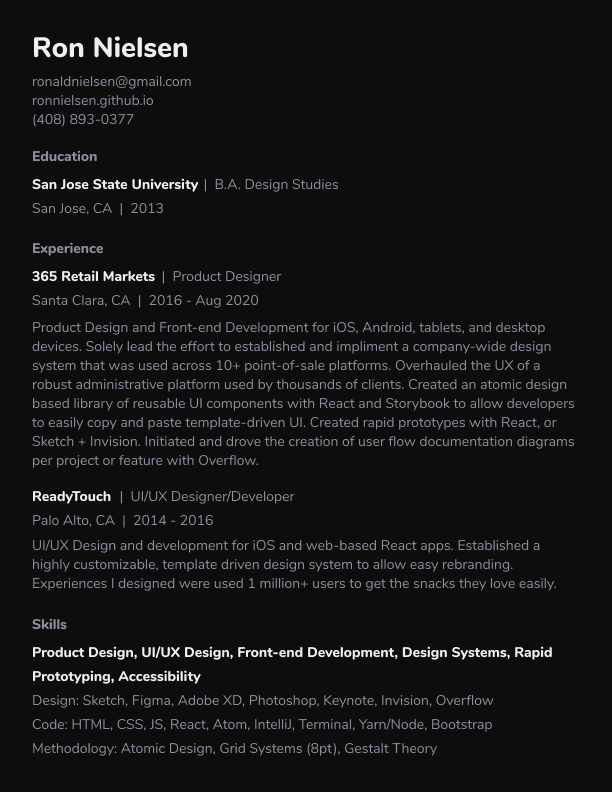 Ron Nielsen
ronaldnielsen@gmail.com
ronnielsen.github.io
(408) 893-0377
Education
San Jose State University | B.A. Design Studies
San Jose, CA | 2013
Experience
365 Retail Markets | Product Designer
Santa Clara, CA | 2016 - Aug 2020
Product Design and Front-end Development for iOS, Android, tablets, and desktop
devices. Solely lead the effort to established and impliment a company-wide design
system that was used across 10+ point-of-sale platforms. Overhauled the UX of a
robust administrative platform used by thousands of clients. Created an atomic design
based library of reusable UI components with React and Storybook to allow developers
to easily copy and paste template-driven UI. Created rapid prototypes with React, or
Sketch + Invision. Initiated and drove the creation of user flow documentation diagrams
per project or feature with Overflow.
ReadyTouch | UI/UX Designer/Developer
Palo Alto, CA | 2014 - 2016
UI/UX Design and development for iOS and web-based React apps. Established a
highly customizable, template driven design system to allow easy rebranding.
Experiences I designed were used 1 million+ users to get the snacks they love easily.
Skills
Product Design, UI/UX Design, Front-end Development, Design Systems, Rapid
Prototyping, Accessibility
Design: Sketch, Figma, Adobe XD, Photoshop, Keynote, Invision, Overflow
Code: HTML, CSS, JS, React, Atom, IntelliJ, Terminal, Yarn/Node, Bootstrap
Methodology: Atomic Design, Grid Systems (8pt), Gestalt Theory